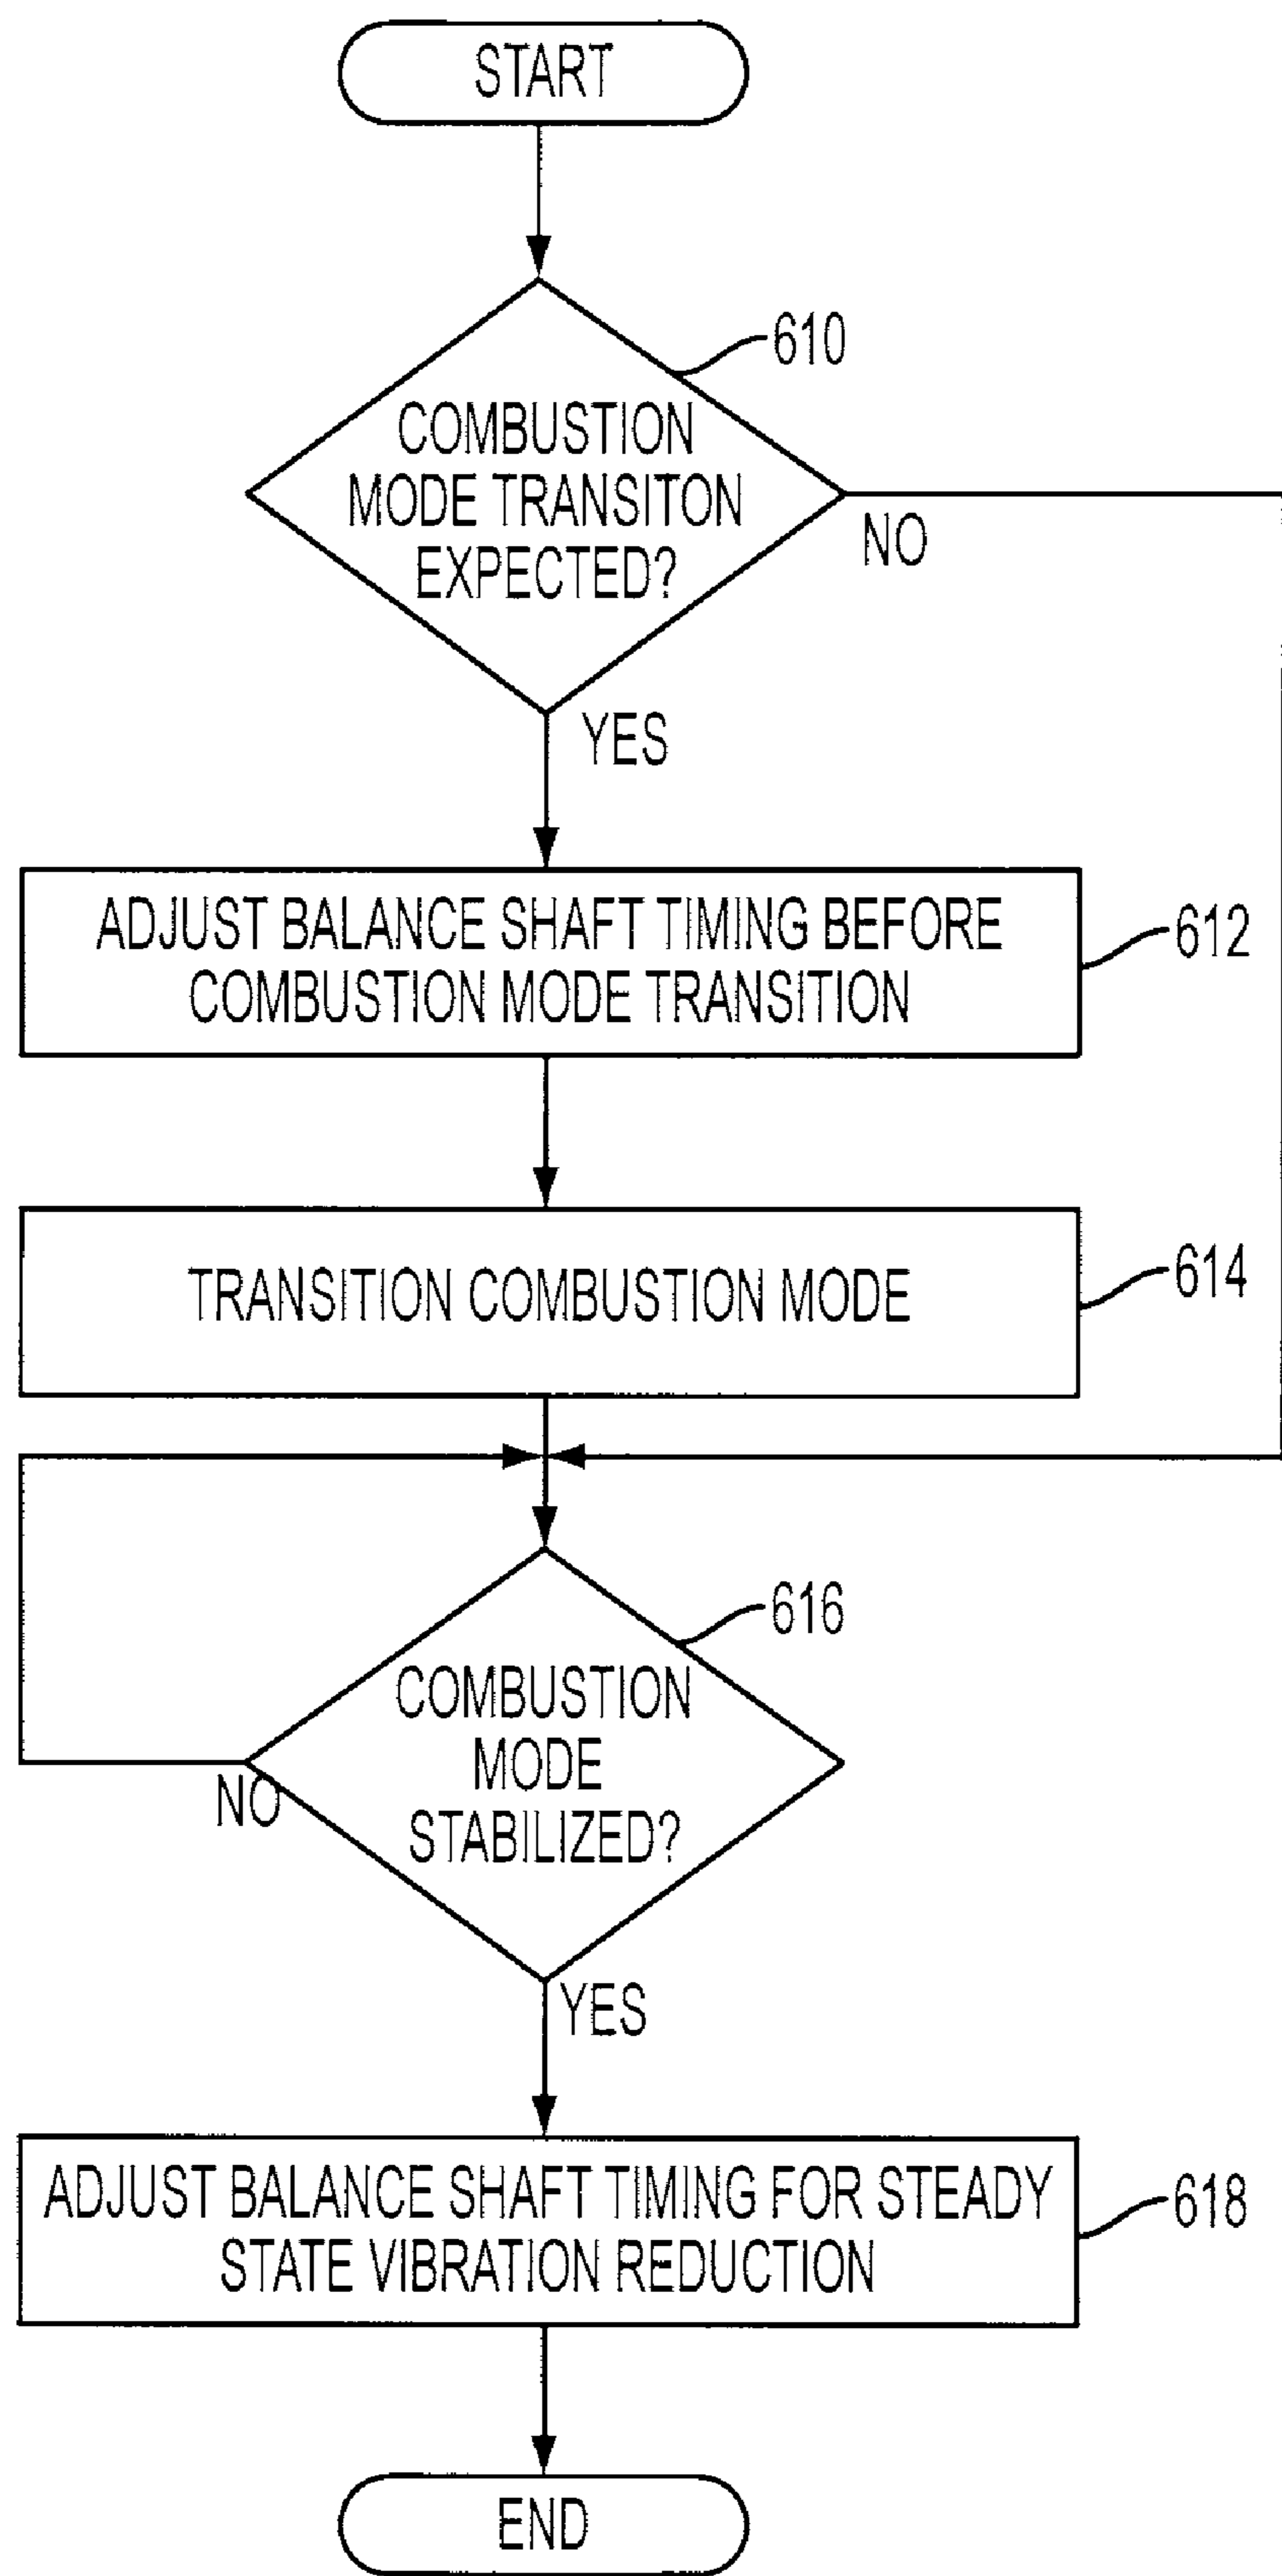 START
610
COMBUSTION
MODE TRANSITON
EXPECTED?
NO
YES
ADJUST BALANCE SHAFT TIMING BEFORE
COMBUSTION MODE TRANSITION
612
TRANSITION COMBUSTION MODE
614
616
COMBUSTION
MODE
STABILIZED?
NO
YES
ADJUST BALANCE SHAFT TIMING FOR STEADY
STATE VIBRATION REDUCTION
618
END